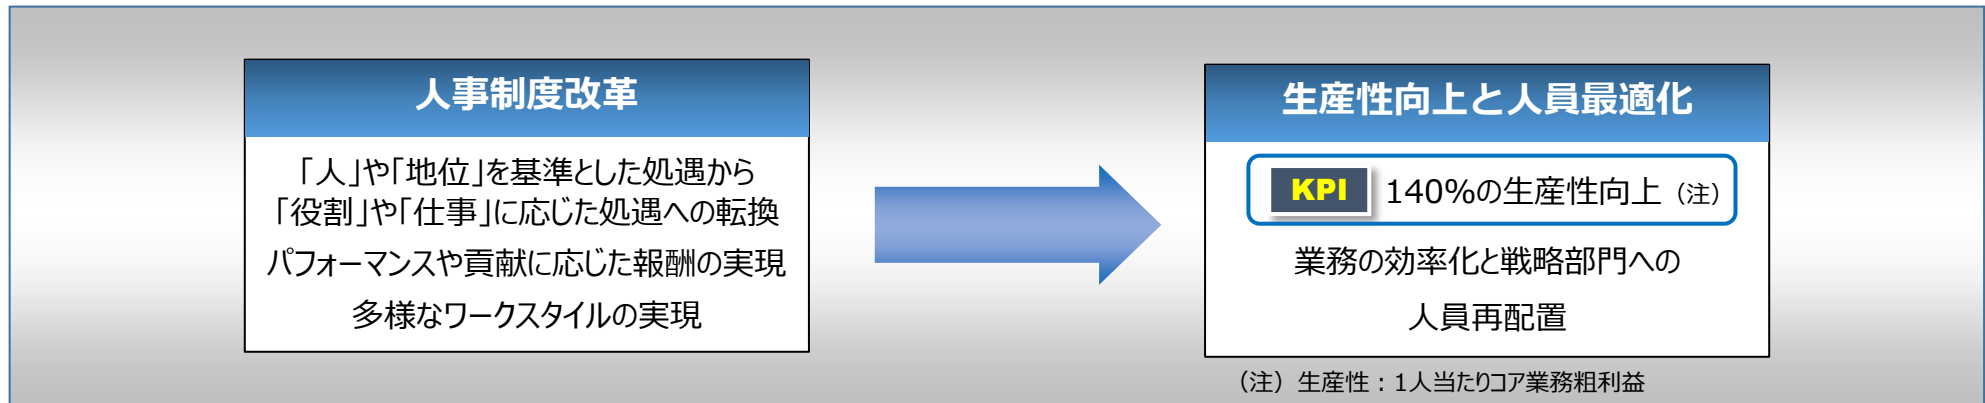 人事制度改革
「人」や「地位」を基準とした処遇から
「役割」や「仕事」に応じた処遇への転換
パフォーマンスや貢献に応じた報酬の実現
多様なワークスタイルの実現
生産性向上と人員最適化
KPI 140%の生産性向上（注）
業務の効率化と戦略部門への
人員再配置
（注）生産性：1人当たりコア業務粗利益